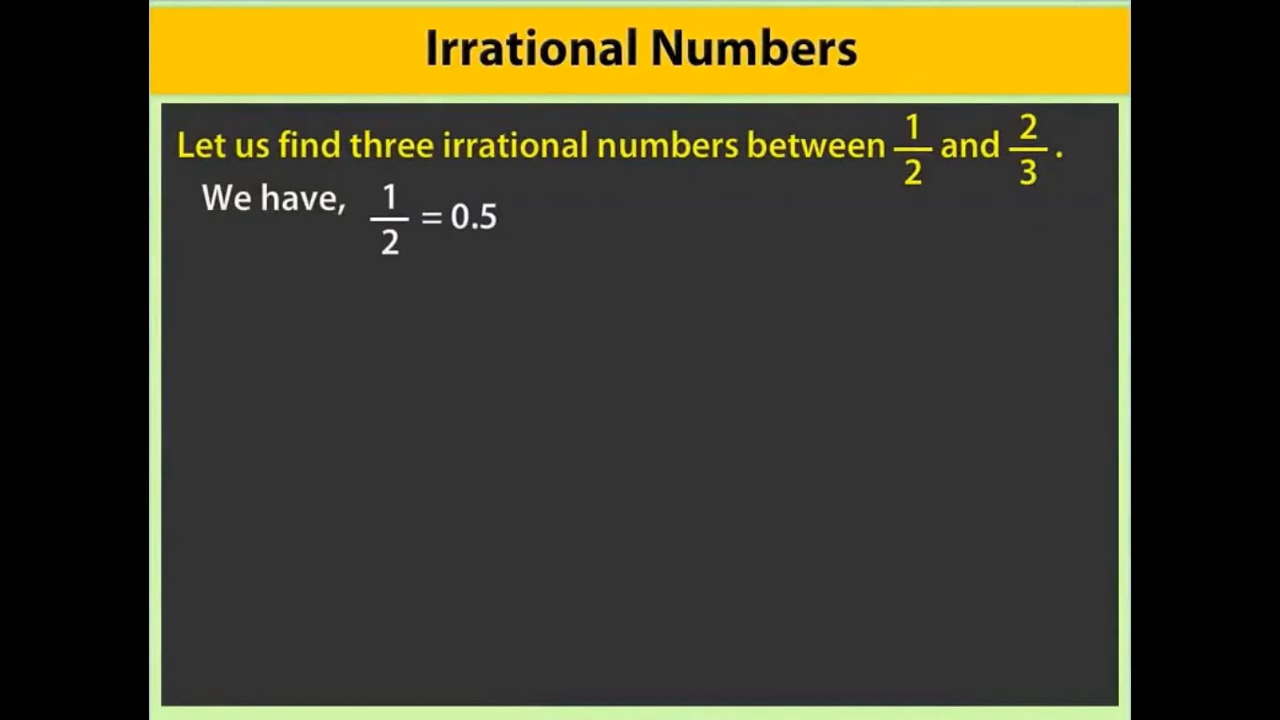 Irrational Numbers
Let us find three irrational numbers between 1/2 and 2/3 .
We have, 1/2 = 0.5